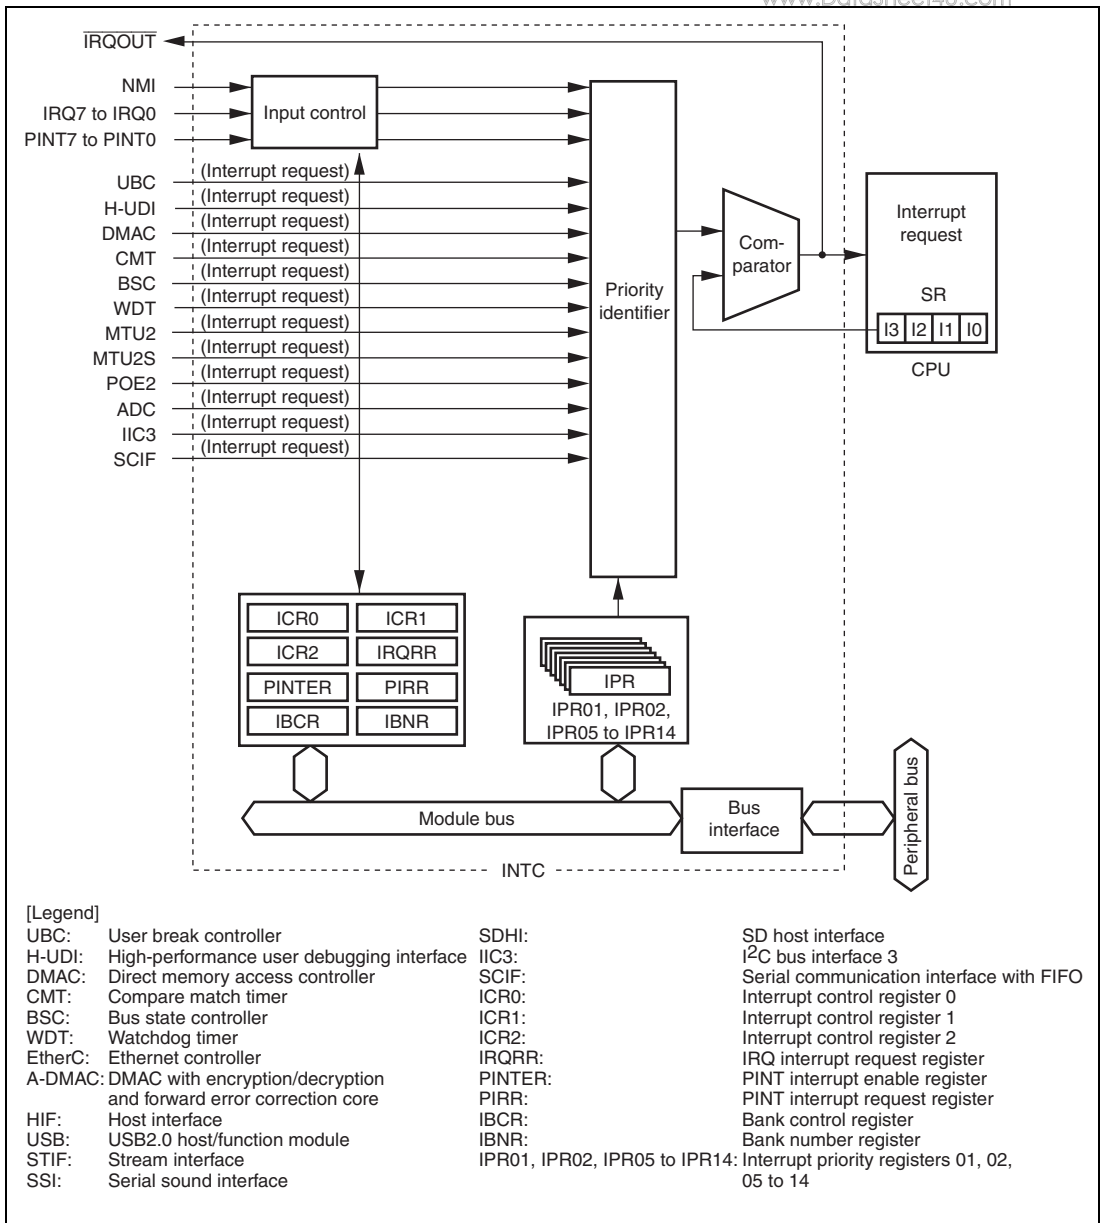 www.DataSheet4U.com
IRQOUT
NMI
IRQ7 to IRQ0
PINT7 to PINT0
Input control
UBC
(Interrupt request)
H-UDI
(Interrupt request)
DMAC
(Interrupt request)
CMT
(Interrupt request)
BSC
(Interrupt request)
WDT
(Interrupt request)
MTU2
(Interrupt request)
MTU2S
(Interrupt request)
POE2
(Interrupt request)
ADC
(Interrupt request)
IIC3
(Interrupt request)
SCIF
(Interrupt request)
Priority
identifier
Com-
parator
Interrupt
request
SR
I3 I2 I1 I0
CPU
ICR0 ICR1
ICR2 IRQRR
PINTER PIRR
IBCR IBNR
IPR
IPR01, IPR02,
IPR05 to IPR14
Module bus
Bus
interface
Peripheral bus
INTC
[Legend]
UBC: User break controller
H-UDI: High-performance user debugging interface
DMAC: Direct memory access controller
CMT: Compare match timer
BSC: Bus state controller
WDT: Watchdog timer
EtherC: Ethernet controller
A-DMAC: DMAC with encryption/decryption
and forward error correction core
HIF: Host interface
USB: USB2.0 host/function module
STIF: Stream interface
SSI: Serial sound interface
SDHI: SD host interface
IIC3: I2C bus interface 3
SCIF: Serial communication interface with FIFO
ICR0: Interrupt control register 0
ICR1: Interrupt control register 1
ICR2: Interrupt control register 2
IRQRR: IRQ interrupt request register
PINTER: PINT interrupt enable register
PIRR: PINT interrupt request register
IBCR: Bank control register
IBNR: Bank number register
IPR01, IPR02, IPR05 to IPR14: Interrupt priority registers 01, 02,
05 to 14